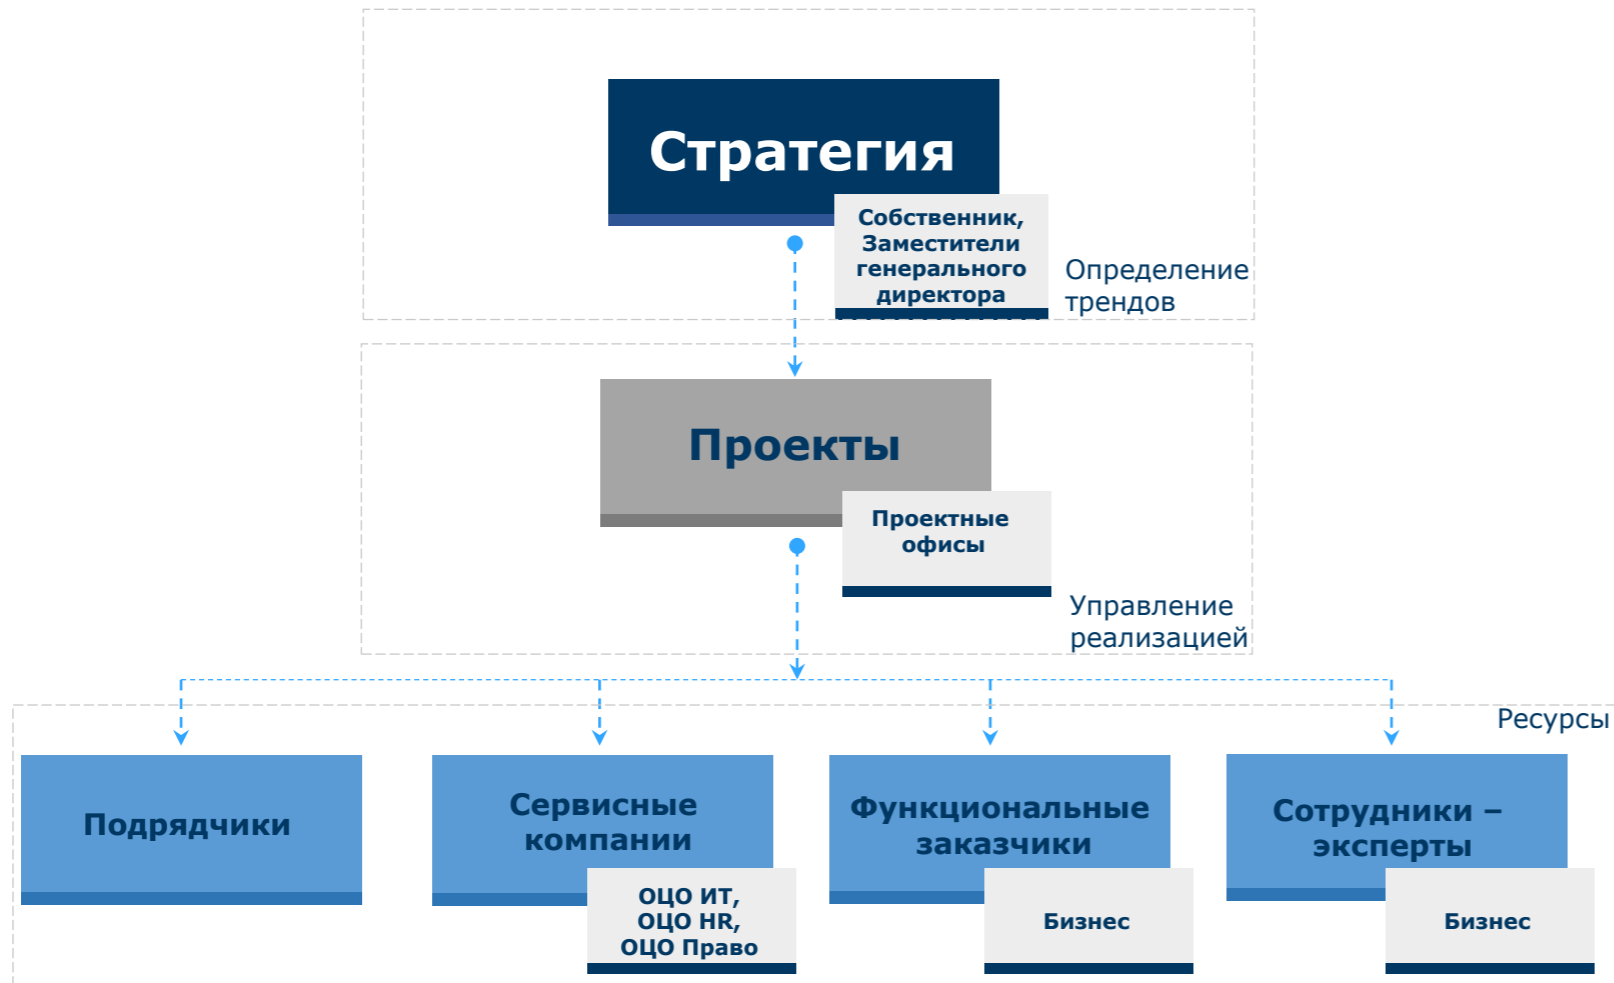 Стратегия
Собственник,
Заместители
генерального
директора
Определение
трендов
Проекты
Проектные
офисы
Управление
реализацией
Ресурсы
Подрядчики
Сервисные
компании
ОЦО ИТ,
ОЦО HR,
ОЦО Право
Функциональные
заказчики
Бизнес
Сотрудники –
эксперты
Бизнес